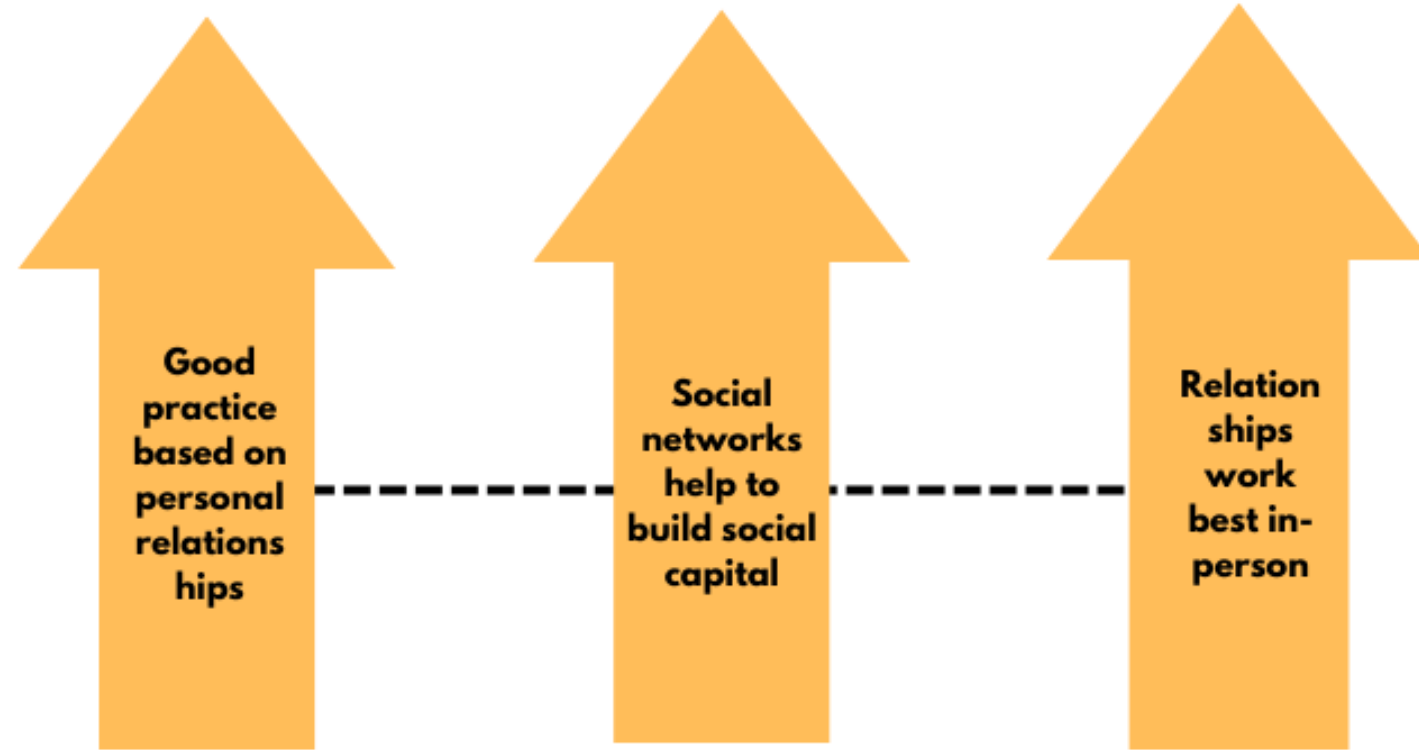 Good
practice
based on
personal
relations
hips
Social
networks
help to
build social
capital
Relation
ships
work
best in-
person